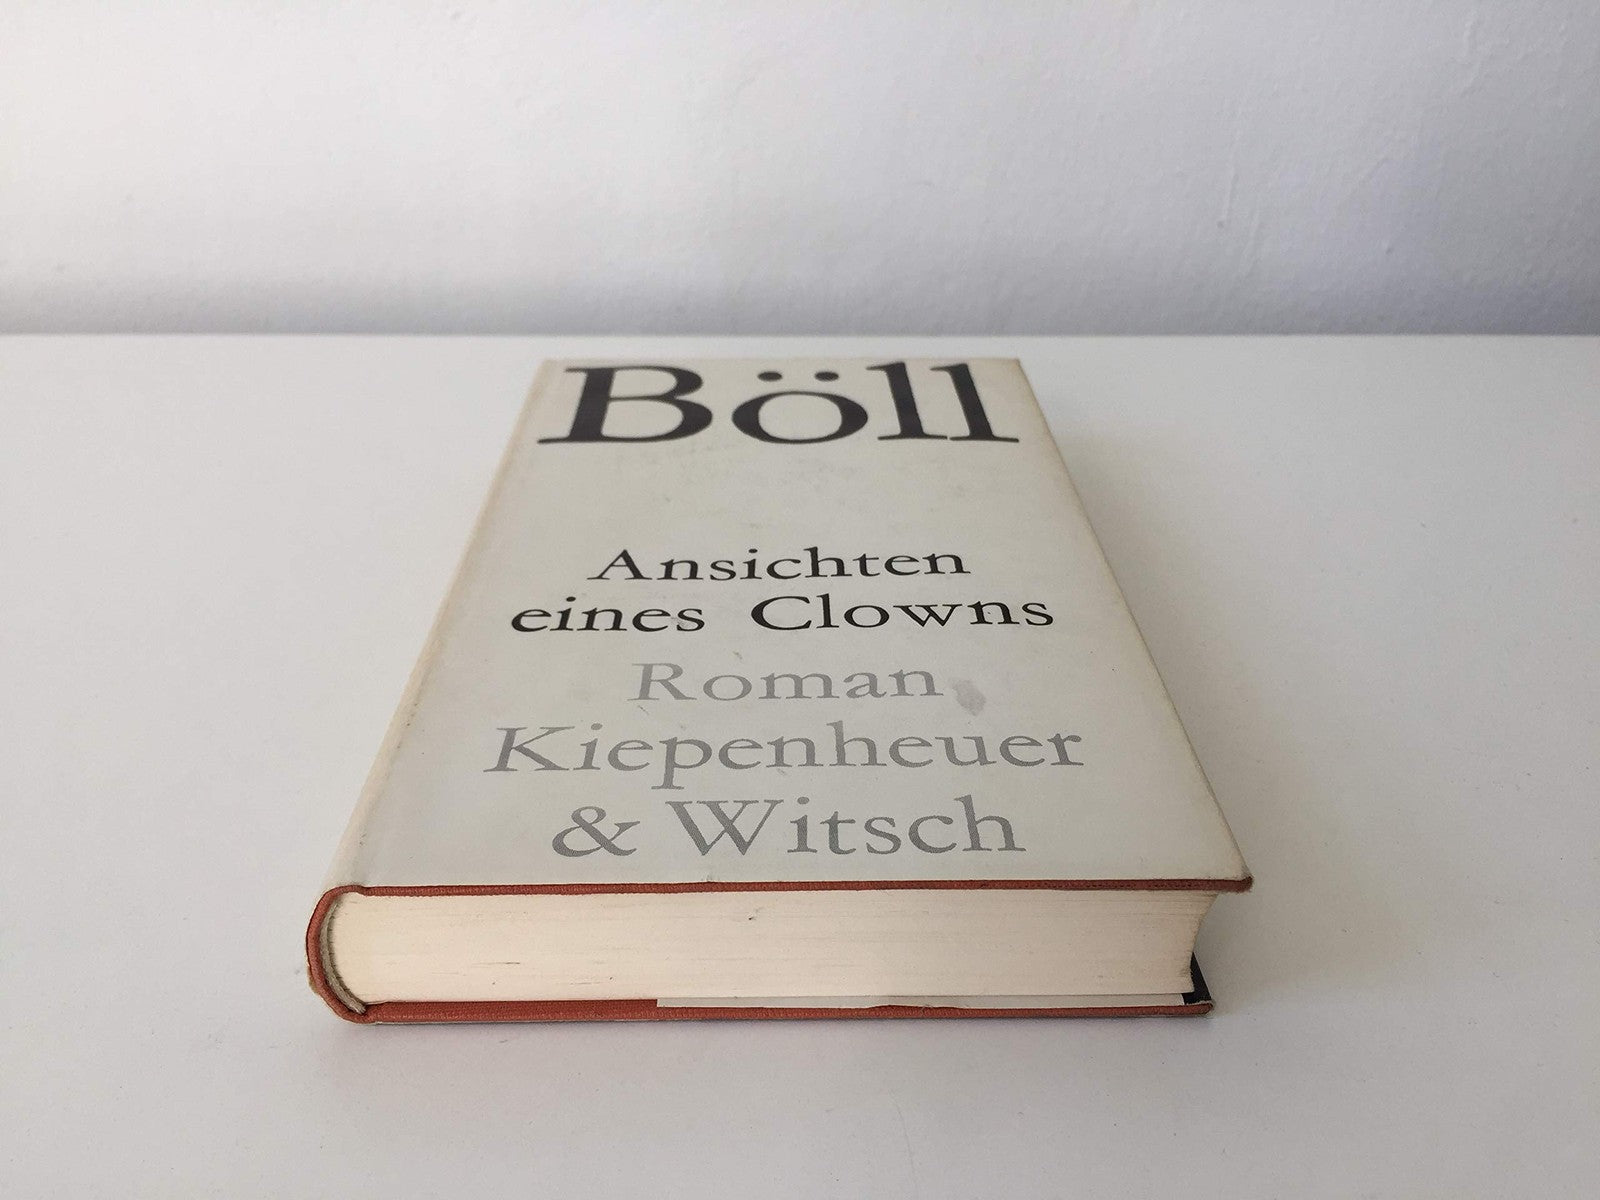 Böll
Ansichten
eines Clowns
Roman
Kiepenheuer
& Witsch